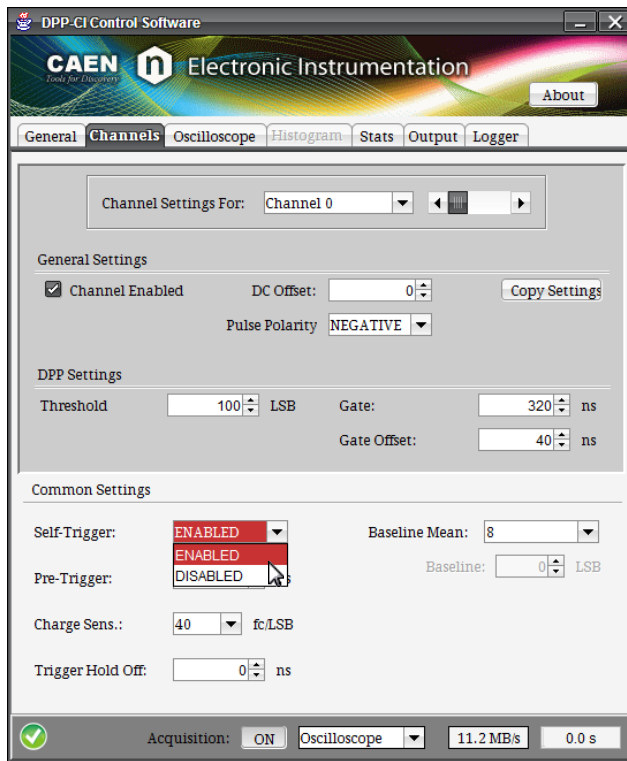 DPP-CI Control Software
CAEN n Electronic Instrumentation
Tools for Discovery
About
General Channels Oscilloscope Histogram Stats Output Logger
Channel Settings For: Channel 0
General Settings
Channel Enabled DC Offset: 0 Copy Settings
Pulse Polarity NEGATIVE
DPP Settings
Threshold 100 LSB Gate: 320 ns
Gate Offset: 40 ns
Common Settings
Self-Trigger: ENABLED Baseline Mean: 8
ENABLED
DISABLED
Baseline: 0 LSB
Pre-Trigger:
Charge Sens.: 40 fc/LSB
Trigger Hold Off: 0 ns
Acquisition: ON Oscilloscope 11.2 MB/s 0.0 s